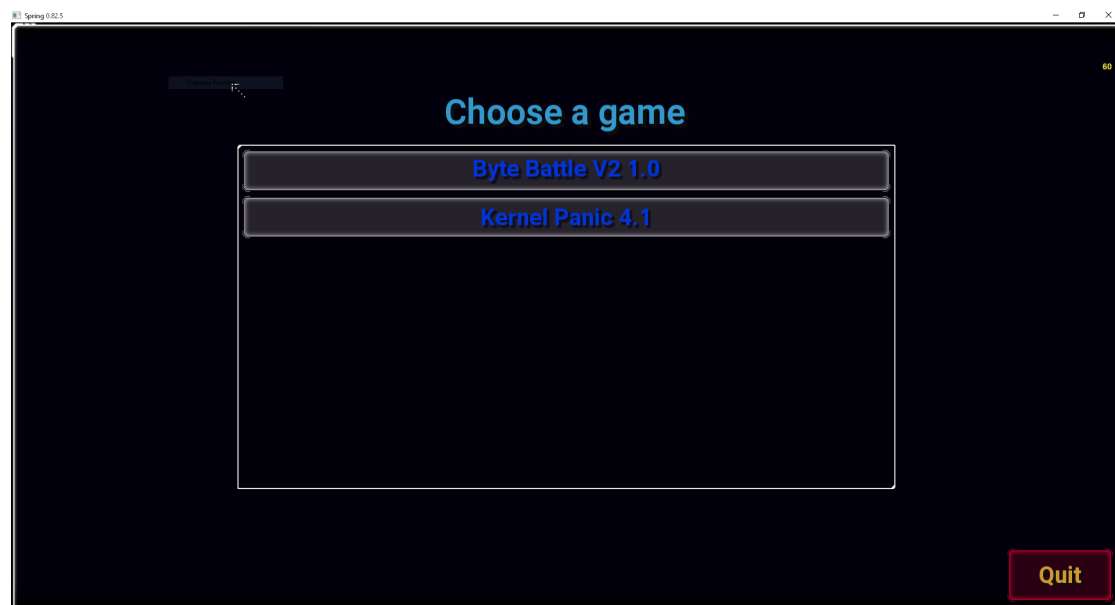 Spring 0.82.5
60
Choose a game
Byte Battle V2 1.0
Kernel Panic 4.1
Quit